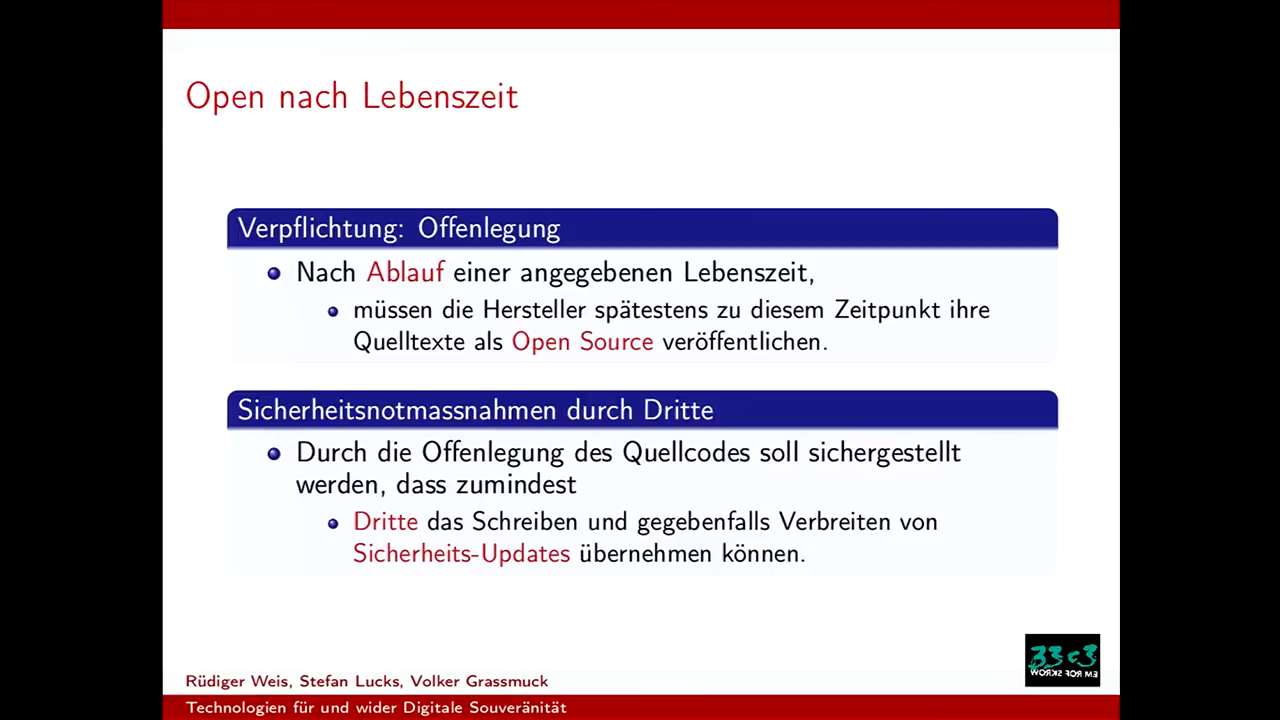 Open nach Lebenszeit
Verpflichtung: Offenlegung
Nach Ablauf einer angegebenen Lebenszeit,
müssen die Hersteller spätestens zu diesem Zeitpunkt ihre
Quelltexte als Open Source veröffentlichen.
Sicherheitsnotmassnahmen durch Dritte
Durch die Offenlegung des Quellcodes soll sichergestellt
werden, dass zumindest
Dritte das Schreiben und gegebenfalls Verbreiten von
Sicherheits-Updates übernehmen können.
33c3
WORKS FOR ME
Rüdiger Weis, Stefan Lucks, Volker Grassmuck
Technologien für und wider Digitale Souveränität